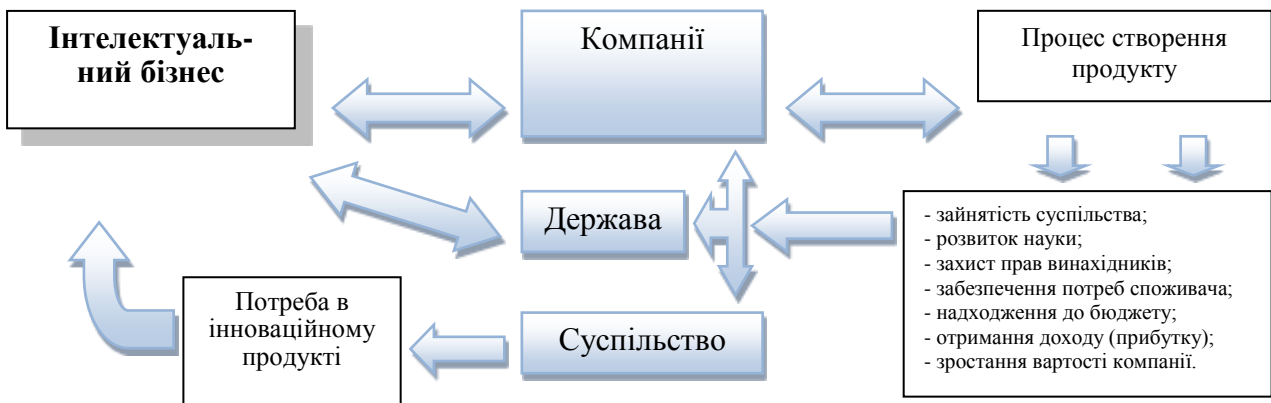 Інтелектуаль-
ний бізнес
Компанії
Процес створення
продукту
Держава
- зайнятість суспільства;
- розвиток науки;
- захист прав винахідників;
- забезпечення потреб споживача;
- надходження до бюджету;
- отримання доходу (прибутку);
- зростання вартості компанії.
Потреба в
інноваційному
продукті
Суспільство